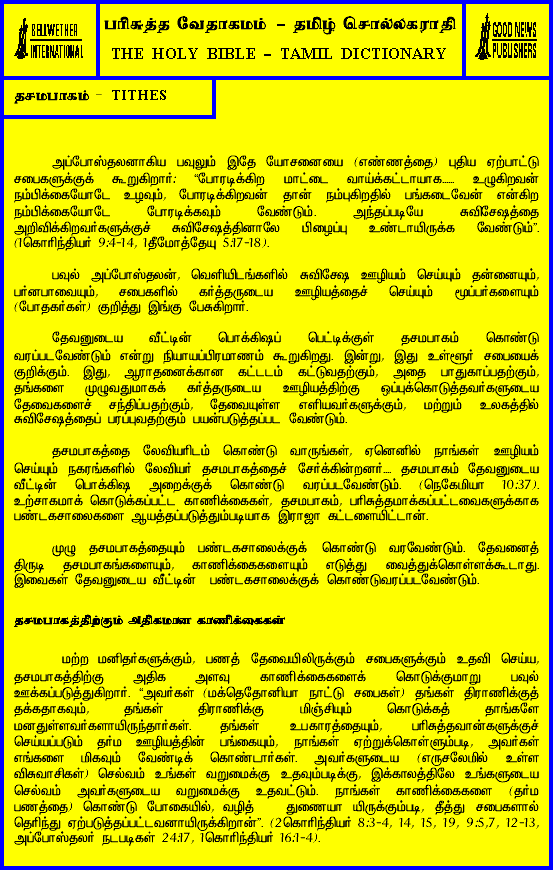 BELLWETHER
INTERNATIONAL
பரிசுத்த வேதாகமம் - தமிழ் சொல்லகராதி
THE HOLY BIBLE - TAMIL DICTIONARY
GOOD NEWS
PUBLISHERS
தசமபாகம் - TITHES
அப்போஸ்தலனாகிய பவுலும் இதே யோசனையை (எண்ணத்தை) புதிய ஏற்பாட்டு
சபைகளுக்குக் கூறுகிறார்: "போரடிக்கிற மாட்டை வாய்க்கட்டாயாக...... உழுகிறவன்
நம்பிக்கையோடே உழவும், போரடிக்கிறவன் தான் நம்புகிறதில் பங்கடைவேன் என்கிற
நம்பிக்கையோடே போரடிக்கவும் வேண்டும். அந்தப்படியே சுவிசேஷத்தை
அறிவிக்கிறவர்களுக்குச் சுவிசேஷத்தினாலே பிழைப்பு உண்டாயிருக்க வேண்டும்".
(1கொரிந்தியர் 9:4-14, 1தீமோத்தேயு 5:17-18).
பவுல் அப்போஸ்தலன், வெளியிடங்களில் சுவிசேஷ ஊழியம் செய்யும் தன்னையும்,
பர்னபாவையும், சபைகளில் கர்த்தருடைய ஊழியத்தைச் செய்யும் மூப்பர்களையும்
(போதகர்கள்) குறித்து இங்கு பேசுகிறார்.
தேவனுடைய வீட்டின் பொக்கிஷப் பெட்டிக்குள் தசமபாகம் கொண்டு
வரப்படவேண்டும் என்று நியாயப்பிரமாணம் கூறுகிறது. இன்று, இது உள்ளூர் சபையைக்
குறிக்கும். இது, ஆராதனைக்கான கட்டடம் கட்டுவதற்கும், அதை பாதுகாப்பதற்கும்,
தங்களை முழுவதுமாகக் கர்த்தருடைய ஊழியத்திற்கு ஒப்புக்கொடுத்தவர்களுடைய
தேவைகளைச் சந்திப்பதற்கும், தேவையுள்ள எளியவர்களுக்கும், மற்றும் உலகத்தில்
சுவிசேஷத்தைப் பரப்புவதற்கும் பயன்படுத்தப்பட வேண்டும்.
தசமபாகத்தை லேவியரிடம் கொண்டு வாருங்கள், ஏனெனில் நாங்கள் ஊழியம்
செய்யும் நகரங்களில் லேவியர் தசமபாகத்தைச் சேர்க்கின்றனர்.... தசமபாகம் தேவனுடைய
வீட்டின் பொக்கிஷ அறைக்குக் கொண்டு வரப்படவேண்டும். (நெகேமியா 10:37).
உற்சாகமாக் கொடுக்கப்பட்ட காணிக்கைகள், தசமபாகம், பரிசுத்தமாக்கப்பட்டவைகளுக்காக
பண்டகசாலைகளை ஆயத்தப்படுத்தும்படியாக இராஜா கட்டளையிட்டான்.
முழு தசமபாகத்தையும் பண்டகசாலைக்குக் கொண்டு வரவேண்டும். தேவனைத்
திருடி தசமபாகங்களையும், காணிக்கைகளையும் எடுத்து வைத்துக்கொள்ளக்கூடாது.
இவைகள் தேவனுடைய வீட்டின் பண்டகசாலைக்குக் கொண்டுவரப்படவேண்டும்.
தசமபாகத்திற்கும் அதிகமான காணிக்கைகள்
மற்ற மனிதர்களுக்கும், பணத் தேவையிலிருக்கும் சபைகளுக்கும் உதவி செய்ய,
தசமபாகத்திற்கு அதிக அளவு காணிக்கைகளைக் கொடுக்குமாறு பவுல்
ஊக்கப்படுத்துகிறார். "அவர்கள் (மக்தெதோனியா நாட்டு சபைகள்) தங்கள் திராணிக்குத்
தக்கதாகவும், தங்கள் திராணிக்கு மிஞ்சியும் கொடுக்கத் தாங்களே
மனதுள்ளவர்களாயிருந்தார்கள். தங்கள் உபகாரத்தையும், பரிசுத்தவான்களுக்குச்
செய்யப்படும் தர்ம ஊழியத்தின் பங்கையும், நாங்கள் ஏற்றுக்கொள்ளும்படி, அவர்கள்
எங்களை மிகவும் வேண்டிக் கொண்டார்கள். அவர்களுடைய (எருசலேமில் உள்ள
விசுவாசிகள்) செல்வம் உங்கள் வறுமைக்கு உதவும்படிக்கு, இக்காலத்திலே உங்களுடைய
செல்வம் அவர்களுடைய வறுமைக்கு உதவட்டும். நாங்கள் காணிக்கைகளை (தர்ம
பணத்தை) கொண்டு போகையில், வழித் துணையா யிருக்கும்படி, தீத்து சபைகளால்
தெரிந்து ஏற்படுத்தப்பட்டவனாயிருக்கிறான்". (2கொரிந்தியர் 8:3-4, 14, 15, 19, 9:5,7, 12-13,
அப்போஸ்தலர் நடபடிகள் 24:17, 1கொரிந்தியர் 16:1-4).